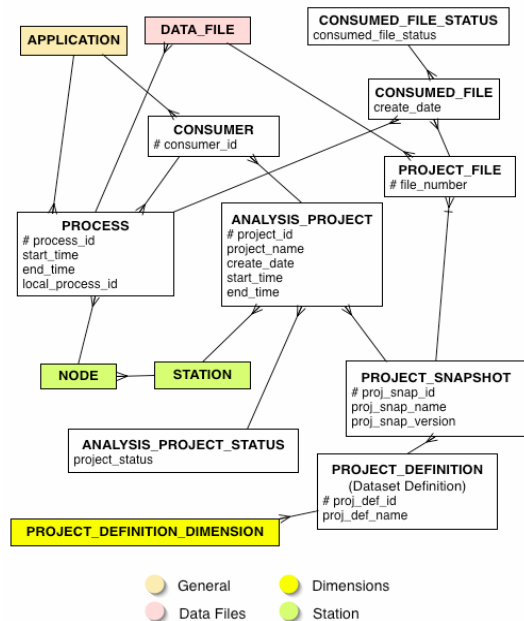 CONSUMED_FILE_STATUS
consumed_file_status
APPLICATION
DATA_FILE
CONSUMED_FILE
create_date
CONSUMER
# consumer_id
PROJECT_FILE
# file_number
PROCESS
# process_id
start_time
end_time
local_process_id
ANALYSIS_PROJECT
# project_id
project_name
create_date
start_time
end_time
NODE
STATION
PROJECT_SNAPSHOT
# proj_snap_id
proj_snap_name
proj_snap_version
ANALYSIS_PROJECT_STATUS
project_status
PROJECT_DEFINITION
(Dataset Definition)
# proj_def_id
proj_def_name
PROJECT_DEFINITION_DIMENSION
General
Dimensions
Data Files
Station